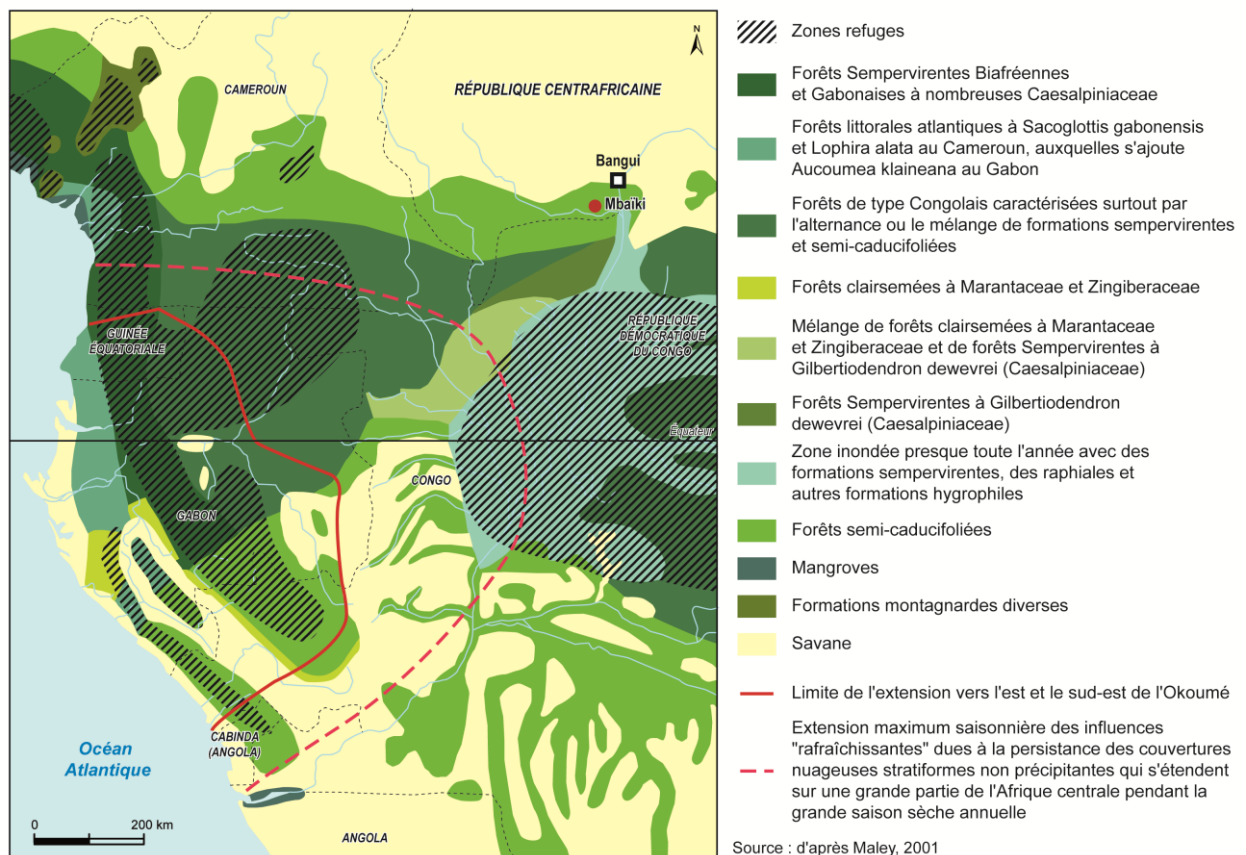 N
CAMEROUN
RÉPUBLIQUE CENTRAFRICAINE
Bangui
Mbaïki
GUINÉE
ÉQUATORIALE
RÉPUBLIQUE
DÉMOCRATIQUE
DU CONGO
Équateur
CONGO
GABON
CABINDA
(ANGOLA)
Océan
Atlantique
0 200 km
ANGOLA
Zones refuges
Forêts Sempervirentes Biafréennes
et Gabonaises à nombreuses Caesalpiniaceae
Forêts littorales atlantiques à Sacoglottis gabonensis
et Lophira alata au Cameroun, auxquelles s'ajoute
Aucoumea klaineana au Gabon
Forêts de type Congolais caractérisées surtout par
l'alternance ou le mélange de formations sempervirentes
et semi-caducifoliées
Forêts clairsemées à Marantaceae et Zingiberaceae
Mélange de forêts clairsemées à Marantaceae
et Zingiberaceae et de forêts Sempervirentes à
Gilbertiodendron dewevrei (Caesalpiniaceae)
Forêts Sempervirentes à Gilbertiodendron
dewevrei (Caesalpiniaceae)
Zone inondée presque toute l'année avec des
formations sempervirentes, des raphiales et
autres formations hygrophiles
Forêts semi-caducifoliées
Mangroves
Formations montagnardes diverses
Savane
Limite de l'extension vers l'est et le sud-est de l'Okoumé
Extension maximum saisonnière des influences
"rafraîchissantes" dues à la persistance des couvertures
nuageuses stratiformes non précipitantes qui s'étendent
sur une grande partie de l'Afrique centrale pendant la
grande saison sèche annuelle
Source : d'après Maley, 2001